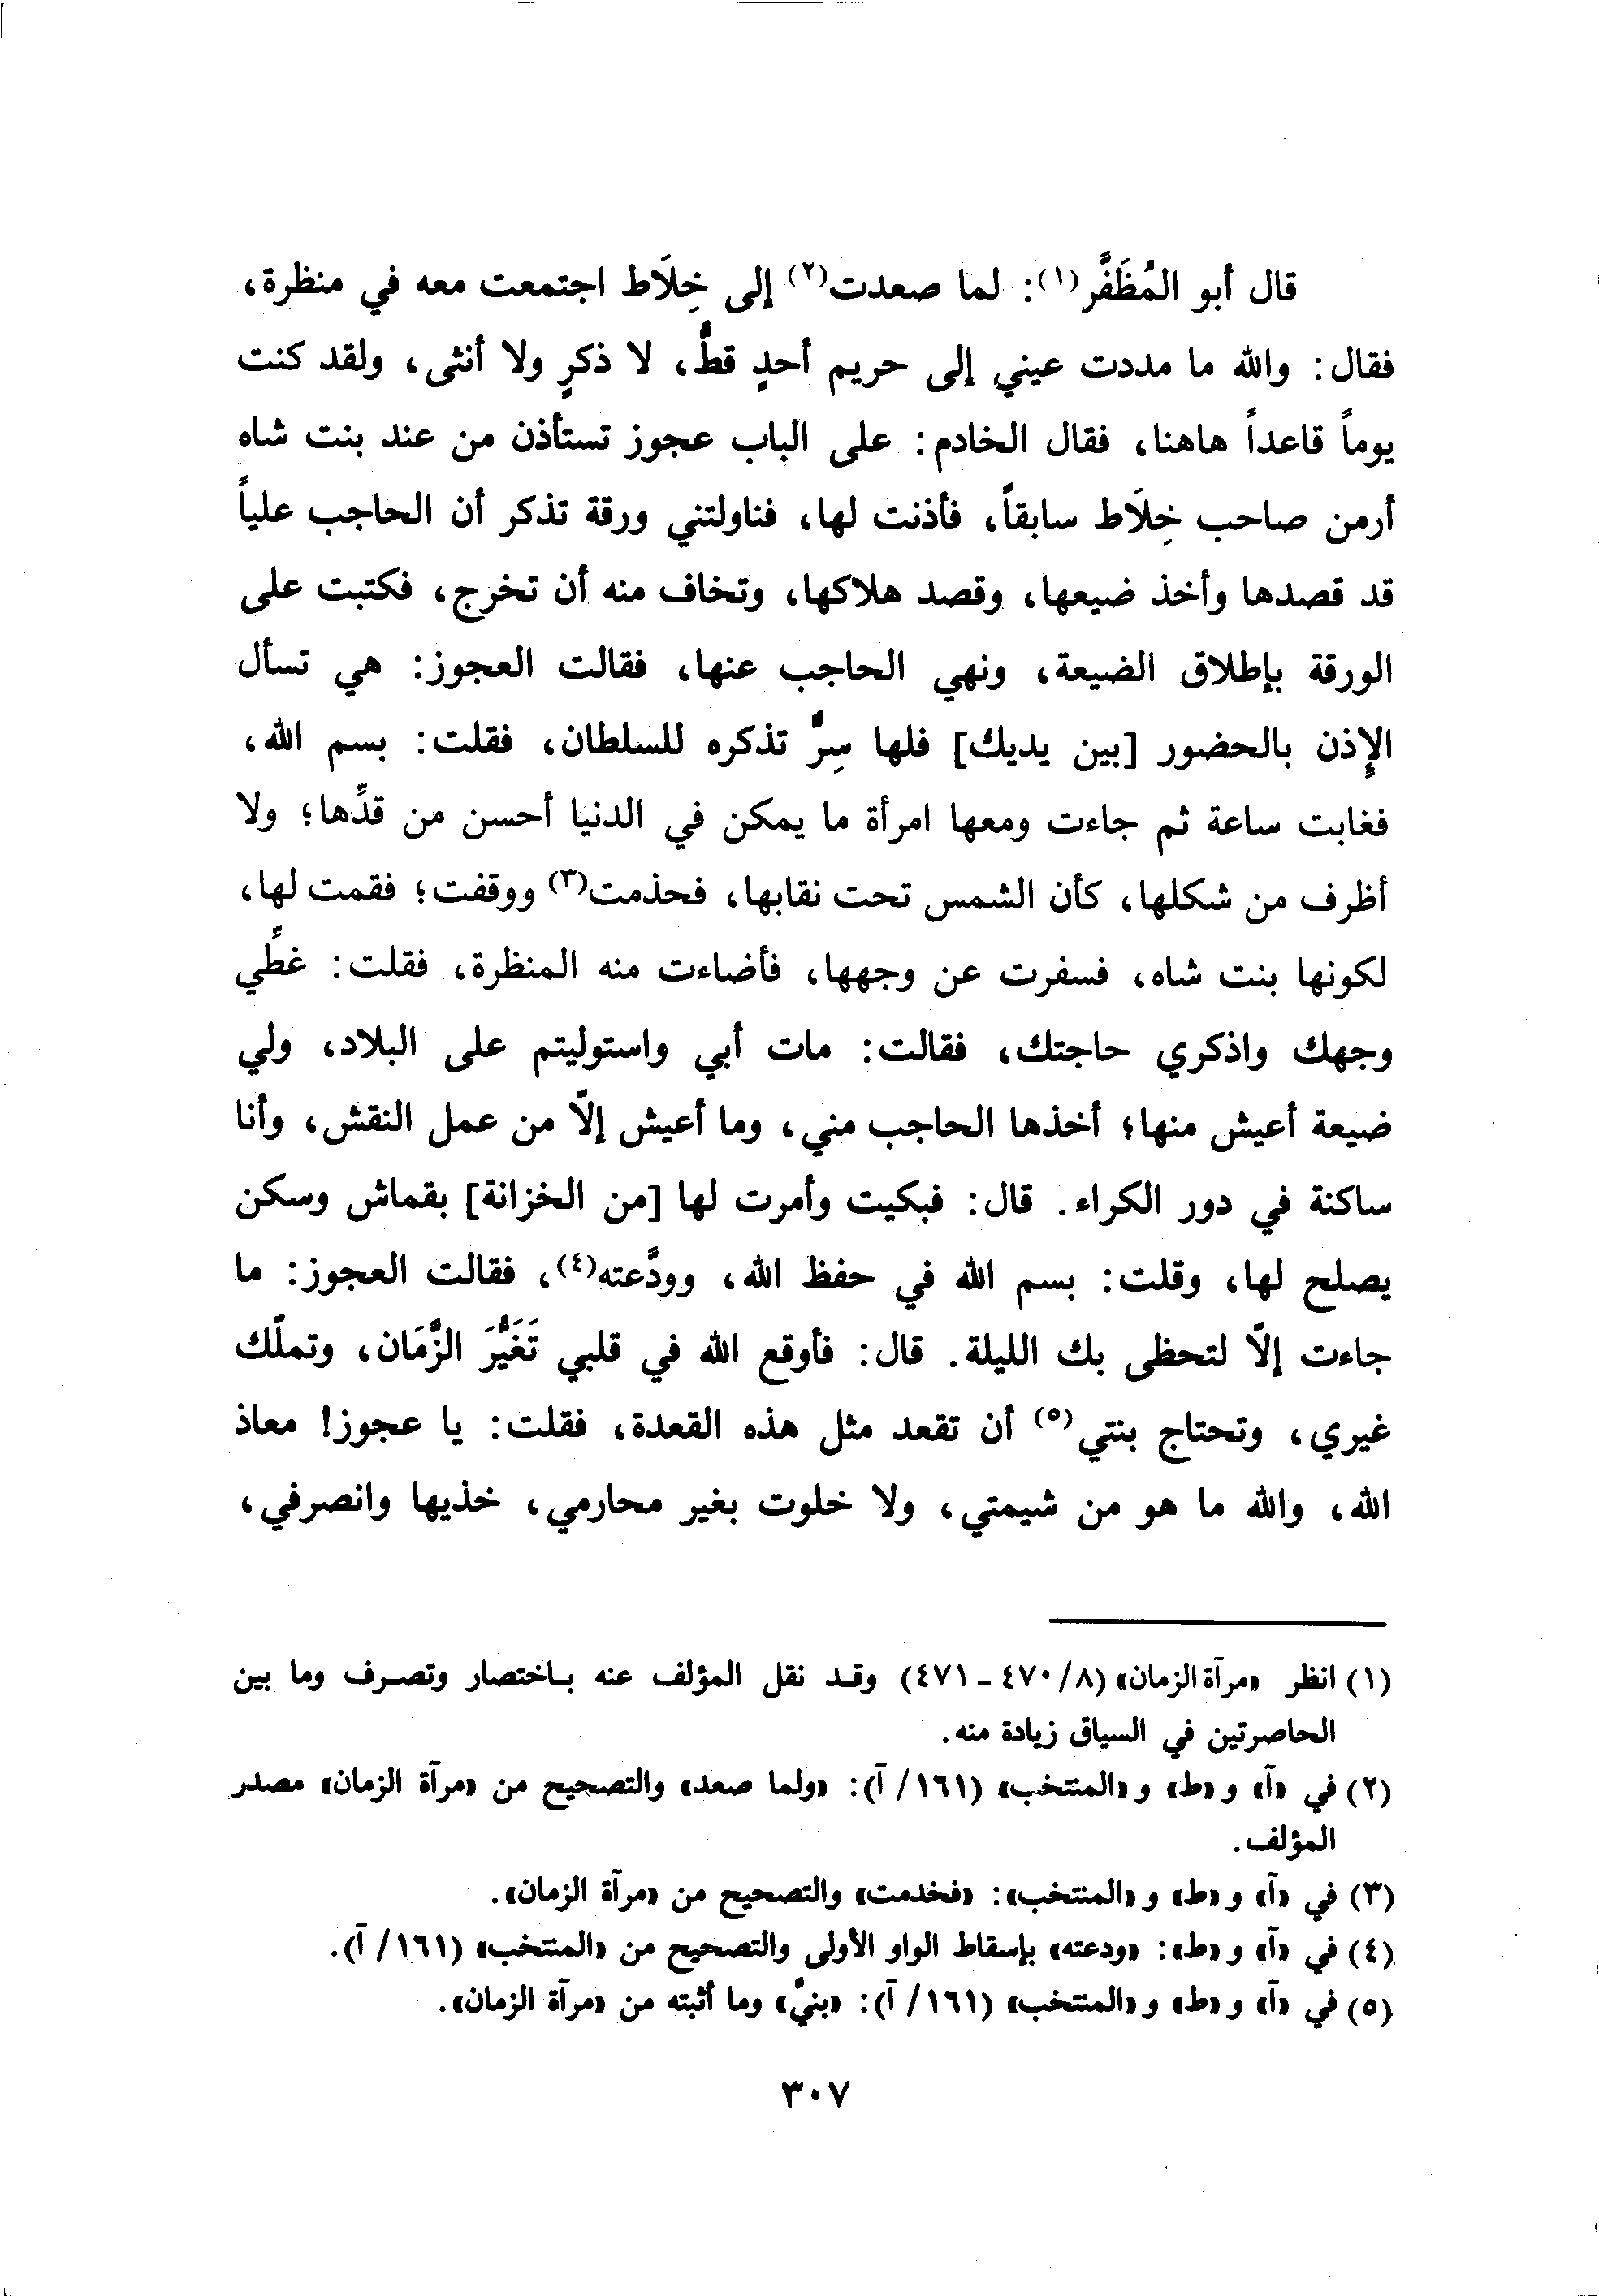 قال أبو المُظَفَّر(١): لما صعدت(٢) إلى خِلَاط اجتمعت معه في منظرة،
فقال: والله ما مددت عيني إلى حريم أحدٍ قطُّ، لا ذكرٍ ولا أنثى، ولقد كنت
يوماً قاعداً هاهنا، فقال الخادم: على الباب عجوز تستأذن من عند بنت شاه
أرمن صاحب خِلَاط سابقاً، فأذنت لها، فناولتني ورقة تذكر أن الحاجب علياً
قد قصدها وأخذ ضيعها، وقصد هلاكها، وتخاف منه أن تخرج، فكتبت على
الورقة بإطلاق الضيعة، ونهي الحاجب عنها، فقالت العجوز: هي تسأل
الإذن بالحضور [بين يديك] فلها سِرٌّ تذكره للسلطان، فقلت: بسم الله،
فغابت ساعة ثم جاءت ومعها امرأة ما يمكن في الدنيا أحسن من قدِّها؛ ولا
أظرف من شكلها، كأن الشمس تحت نقابها، فحذمت(٣) ووقفت؛ فقمت لها،
لكونها بنت شاه، فسفرت عن وجهها، فأضاءت منه المنظرة، فقلت: غطِّي
وجهك واذكري حاجتك، فقالت: مات أبي واستوليتم على البلاد، ولي
ضيعة أعيش منها؛ أخذها الحاجب مني، وما أعيش إلاّ من عمل النقش، وأنا
ساكنة في دور الكراء. قال: فبكيت وأمرت لها [من الخزانة] بقماش وسكن
يصلح لها، وقلت: بسم الله في حفظ الله، وودَّعته(٤)، فقالت العجوز: ما
جاءت إلاّ لتحظى بك الليلة. قال: فأوقع الله في قلبي تَغَيُّرَ الزَّمَان، وتملّك
غيري، وتحتاج بنتي(٥) أن تقعد مثل هذه القعدة، فقلت: يا عجوز! معاذ
الله، والله ما هو من شيمتي، ولا خلوت بغير محارمي، خذيها وانصرفي،
(١) انظر «مرآة الزمان» (٨/ ٤٧٠ - ٤٧١) وقد نقل المؤلف عنه باختصار وتصرف وما بين
الحاصرتين في السياق زيادة منه.
(٢) في «آ» و «ط» و «المنتخب» (١٦١/ آ): «ولما صعد» والتصحيح من «مرآة الزمان» مصدر
المؤلف.
(٣) في «آ» و «ط» و «المنتخب»: «فخدمت» والتصحيح من «مرآة الزمان».
(٤) في «آ» و «ط»: «ودعته» بإسقاط الواو الأولى والتصحيح من «المنتخب» (١٦١/ آ).
(٥) في «آ» و «ط» و «المنتخب» (١٦١/ آ): «بنيَّ» وما أثبته من «مرآة الزمان».
٣٠٧